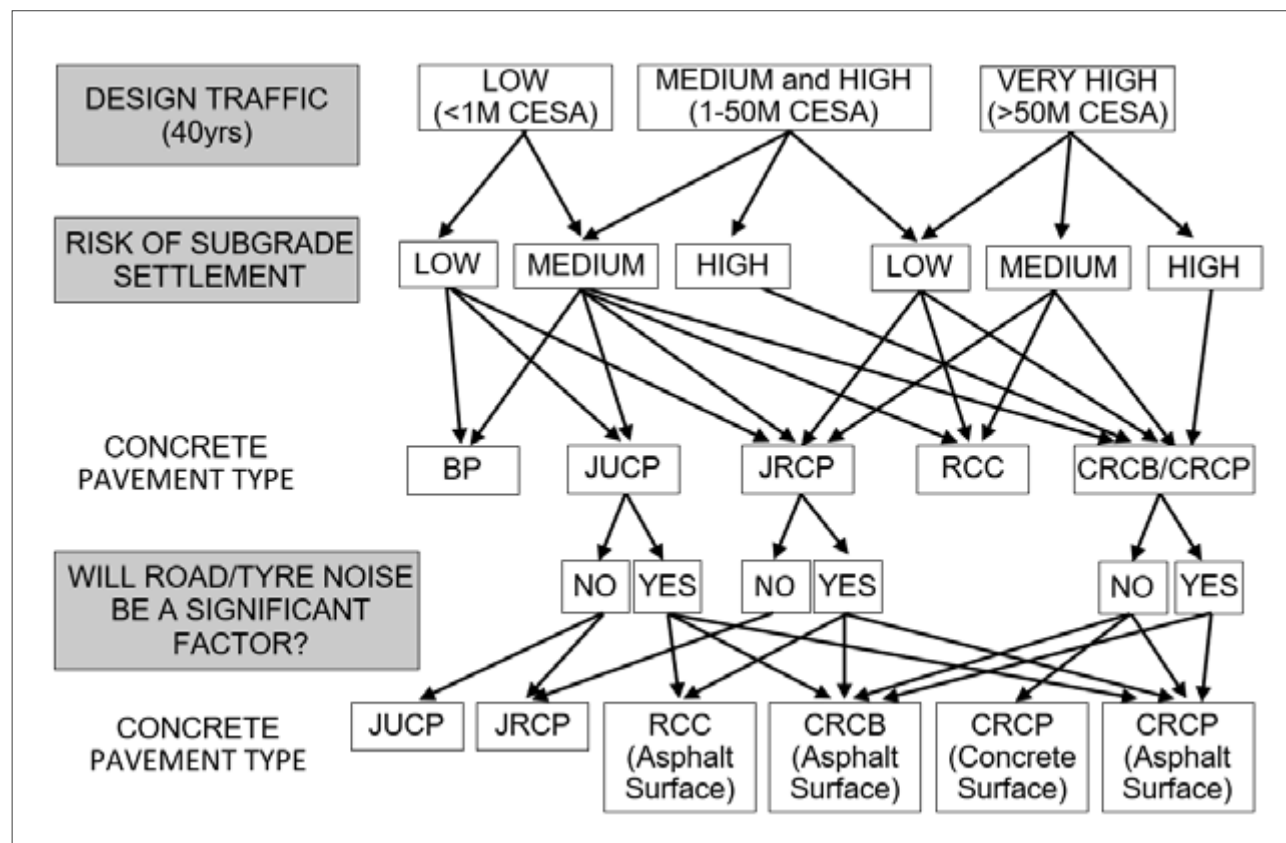 DESIGN TRAFFIC
(40yrs)
LOW
(<1M CESA)
MEDIUM and HIGH
(1-50M CESA)
VERY HIGH
(>50M CESA)
RISK OF SUBGRADE
SETTLEMENT
LOW
MEDIUM
HIGH
LOW
MEDIUM
HIGH
CONCRETE
PAVEMENT TYPE
BP
JUCP
JRCP
RCC
CRCB/CRCP
WILL ROAD/TYRE NOISE
BE A SIGNIFICANT
FACTOR?
NO
YES
NO
YES
NO
YES
CONCRETE
PAVEMENT TYPE
JUCP
JRCP
RCC
(Asphalt
Surface)
CRCB
(Asphalt
Surface)
CRCP
(Concrete
Surface)
CRCP
(Asphalt
Surface)